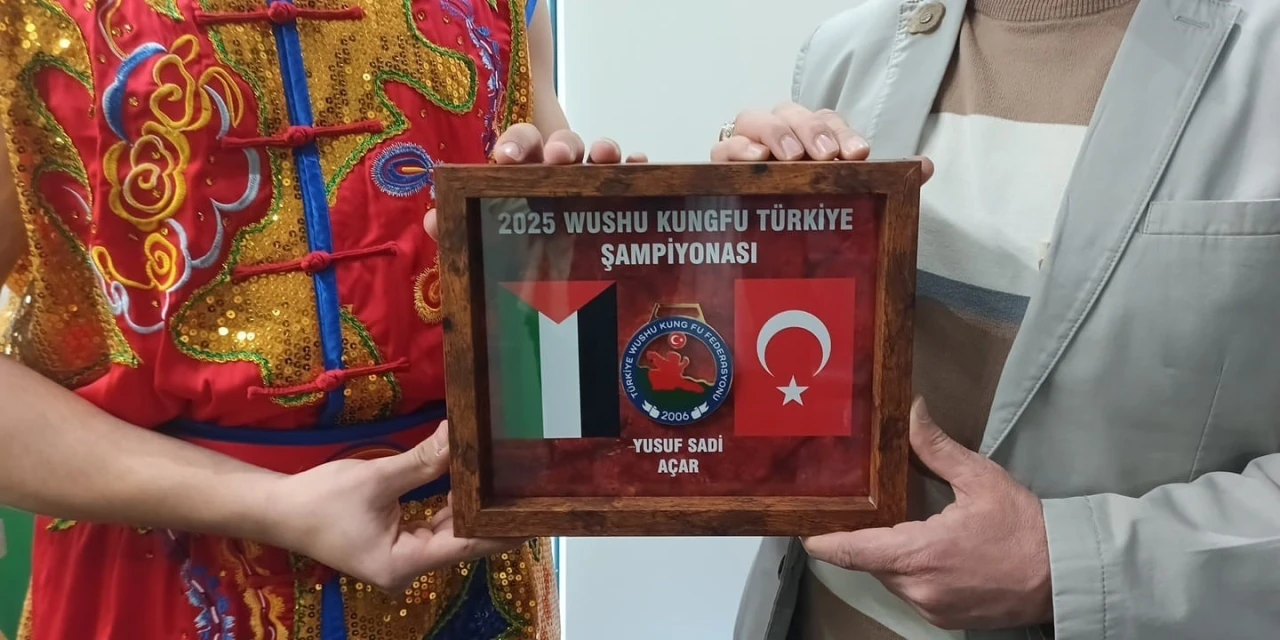 2025 WUSHU KUNGFU TÜRKİYE
ŞAMPİYONASI
TÜRKİYE WUSHU KUNG FU FEDERASYONU
2006
YUSUF SADİ
AÇAR